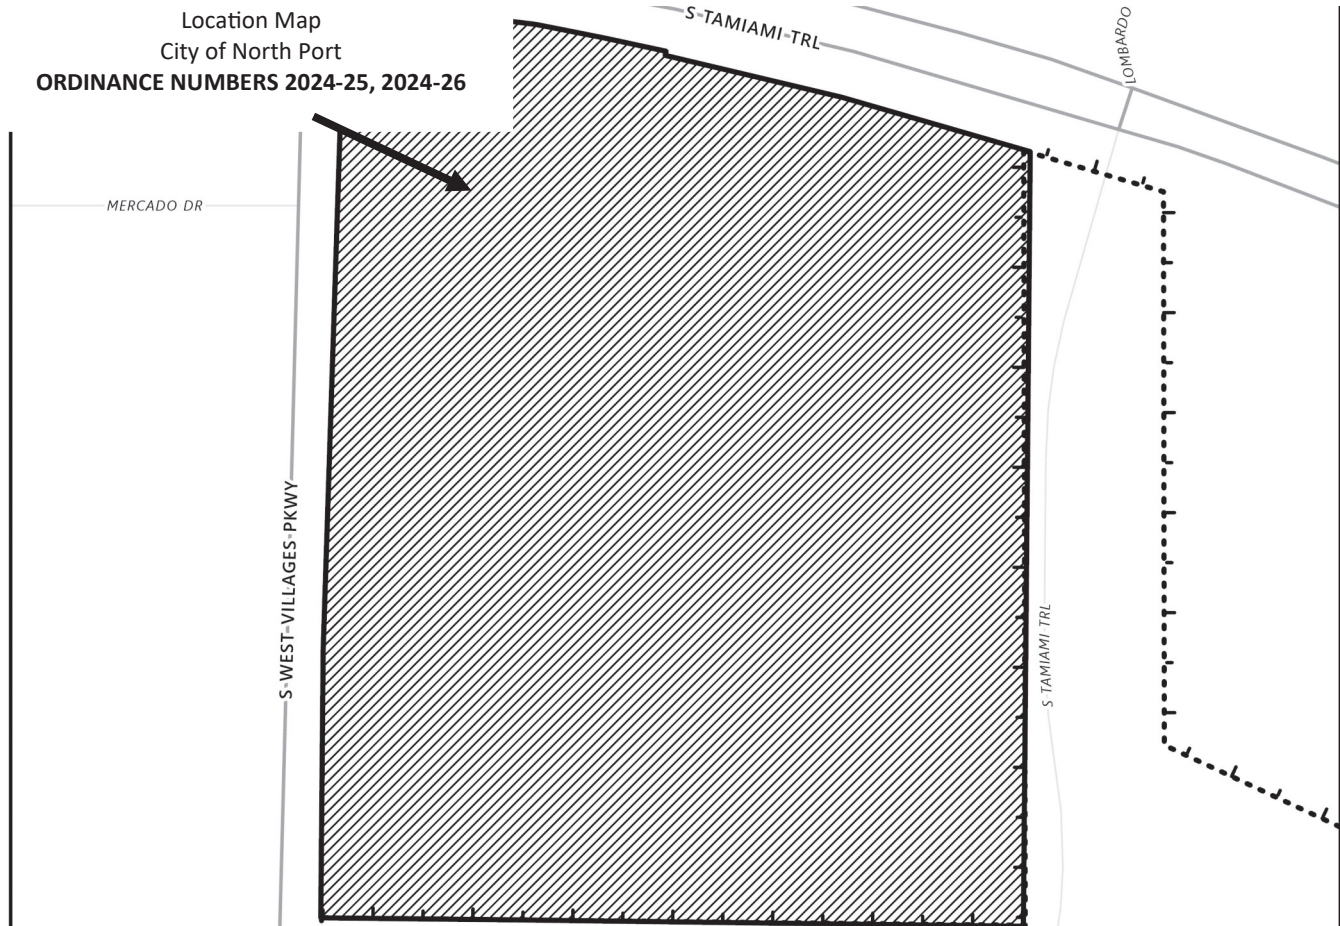 Location Map
City of North Port
ORDINANCE NUMBERS 2024-25, 2024-26
S TAMIAMI TRL
LOMBARDO
MERCADO DR
S WEST VILLAGES PKWY
S TAMIAMI TRL